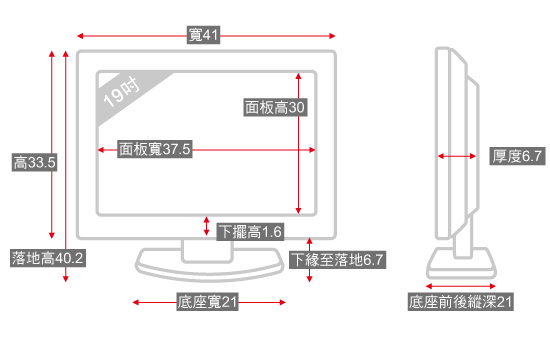 寬41
19吋
面板高30
面板寬37.5
高33.5
厚度6.7
下擺高1.6
落地高40.2
下緣至落地6.7
底座寬21
底座前後縱深21